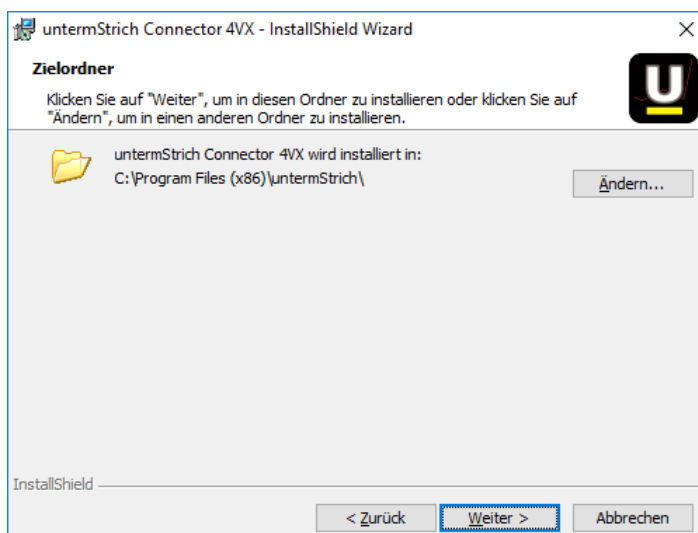 untermStrich Connector 4VX - InstallShield Wizard
Zielordner
Klicken Sie auf "Weiter", um in diesen Ordner zu installieren oder klicken Sie auf
"Ändern", um in einen anderen Ordner zu installieren.
U
untermStrich Connector 4VX wird installiert in:
C:\Program Files (x86)\untermStrich\
Ändern...
InstallShield
< Zurück
Weiter >
Abbrechen